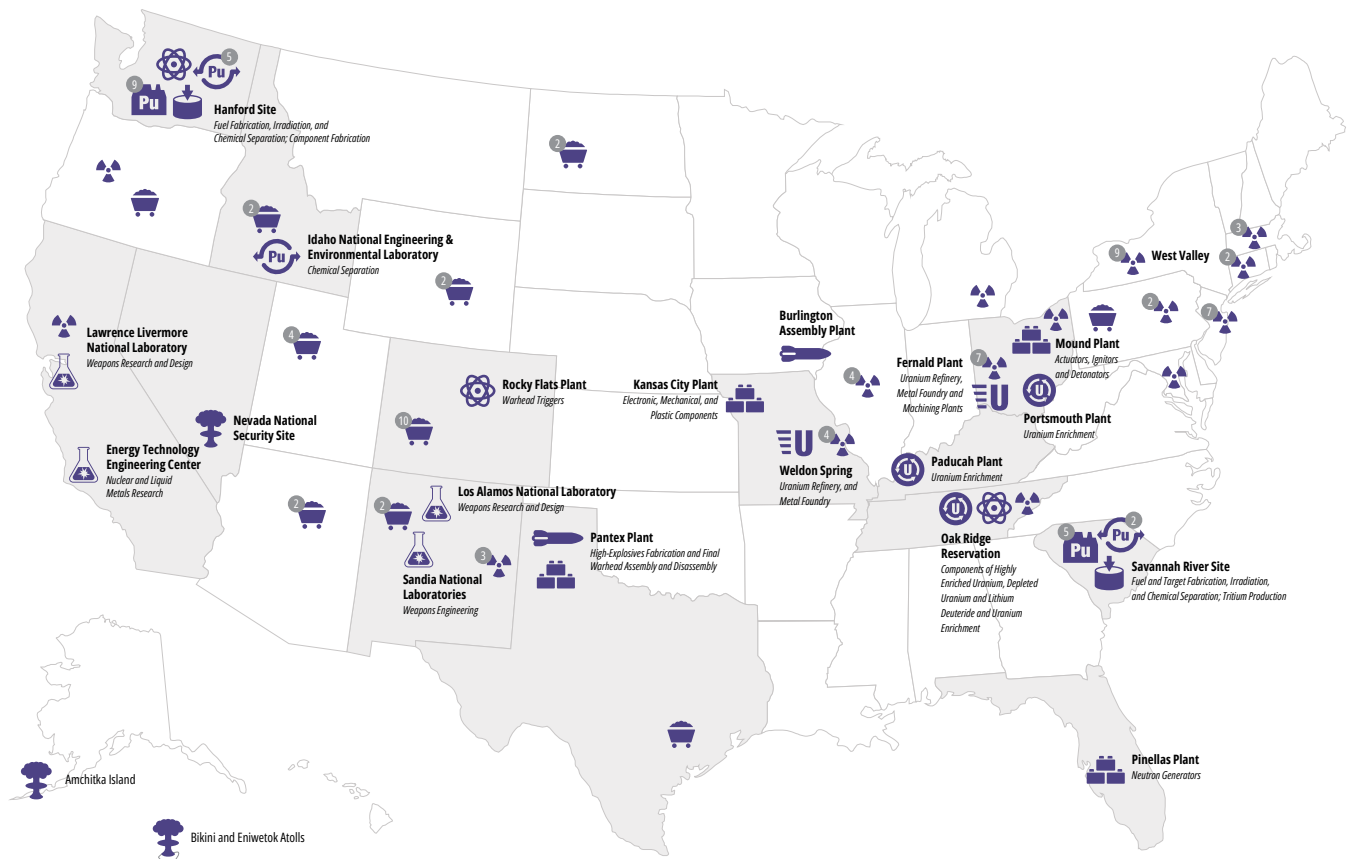 5
Pu
9
Pu
Hanford Site
Fuel Fabrication, Irradiation, and
Chemical Separation; Component Fabrication
2
2
Pu
Idaho National Engineering &
Environmental Laboratory
Chemical Separation
2
4
Lawrence Livermore
National Laboratory
Weapons Research and Design
Nevada National
Security Site
Energy Technology
Engineering Center
Nuclear and Liquid
Metals Research
Rocky Flats Plant
Warhead Triggers
10
2
2
Los Alamos National Laboratory
Weapons Research and Design
3
Sandia National
Laboratories
Weapons Engineering
Pantex Plant
High-Explosives Fabrication and Final
Warhead Assembly and Disassembly
Kansas City Plant
Electronic, Mechanical, and
Plastic Components
Burlington
Assembly Plant
4
U
4
Weldon Spring
Uranium Refinery, and
Metal Foundry
Fernald Plant
Uranium Refinery,
Metal Foundry and
Machining Plants
7
U
Mound Plant
Actuators, Ignitors
and Detonators
U
Portsmouth Plant
Uranium Enrichment
U
Paducah Plant
Uranium Enrichment
U
Oak Ridge
Reservation
Components of Highly
Enriched Uranium, Depleted
Uranium and Lithium
Deuteride and Uranium
Enrichment
5
Pu
2
Pu
Savannah River Site
Fuel and Target Fabrication, Irradiation,
and Chemical Separation; Tritium Production
9
West Valley
3
2
2
7
Pinellas Plant
Neutron Generators
Amchitka Island
Bikini and Eniwetok Atolls